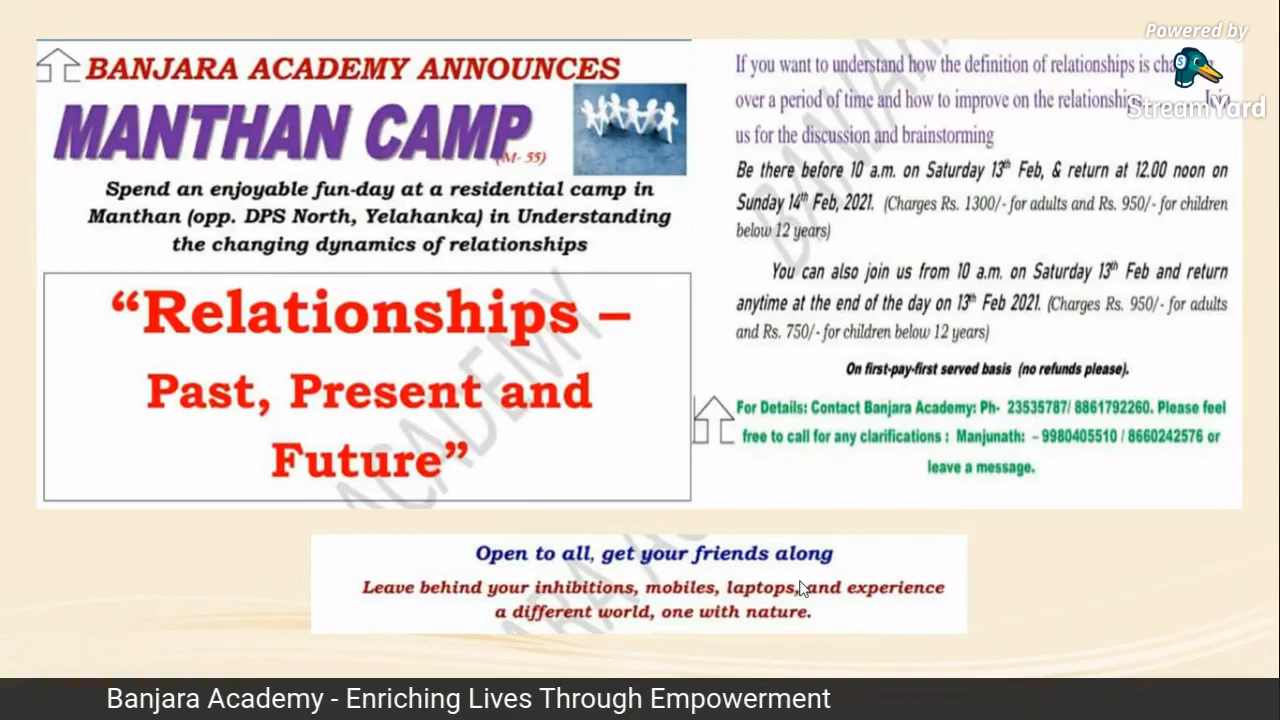 BANJARA ACADEMY ANNOUNCES
MANTHAN CAMP
(M- 55)
Spend an enjoyable fun-day at a residential camp in
Manthan (opp. DPS North, Yelahanka) in Understanding
the changing dynamics of relationships
“Relationships –
Past, Present and
Future”
If you want to understand how the definition of relationships is
over a period of time and how to improve on the
us for the discussion and brainstorming
Be there before 10 a.m. on Saturday 13th Feb, & return at 12.00 noon on
Sunday 14th Feb, 2021. (Charges Rs. 1300/- for adults and Rs. 950/- for children
below 12 years)
You can also join us from 10 a.m. on Saturday 13th Feb and return
anytime at the end of the day on 13th Feb 2021. (Charges Rs. 950/- for adults
and Rs. 750/- for children below 12 years)
On first-pay-first served basis (no refunds please).
For Details: Contact Banjara Academy: Ph- 23535787/ 8861792260. Please feel
free to call for any clarifications : Manjunath: – 9980405510 / 8660242576 or
leave a message.
Open to all, get your friends along
Leave behind your inhibitions, mobiles, laptops, and experience
a different world, one with nature.
Banjara Academy - Enriching Lives Through Empowerment
Powered by
StreamYard